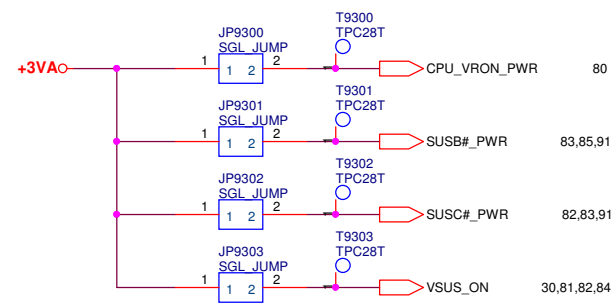 T9300
JP9300 TPC28T
SGL_JUMP
+3VA 1 1 2 2 CPU_VRON_PWR 80
T9301
JP9301 TPC28T
SGL_JUMP
1 1 2 2 SUSB#_PWR 83,85,91
T9302
JP9302 TPC28T
SGL_JUMP
1 1 2 2 SUSC#_PWR 82,83,91
T9303
JP9303 TPC28T
SGL_JUMP
1 1 2 2 VSUS_ON 30,81,82,84